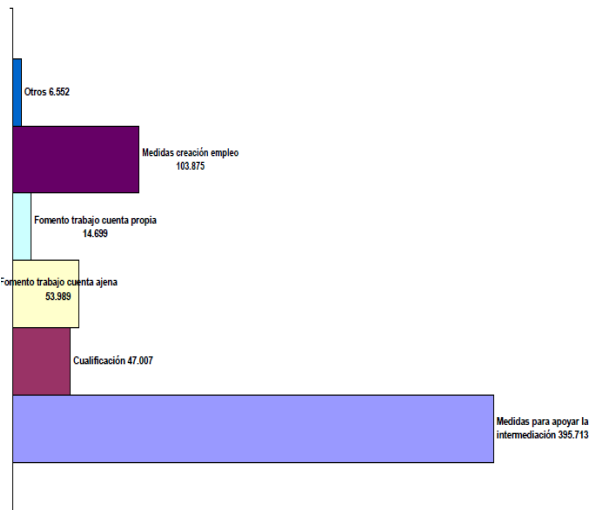 Otros 6.552
Medidas creación empleo
103.875
Fomento trabajo cuenta propia
14.699
Fomento trabajo cuenta ajena
53.989
Cualificación 47.007
Medidas para apoyar la
intermediación 395.713